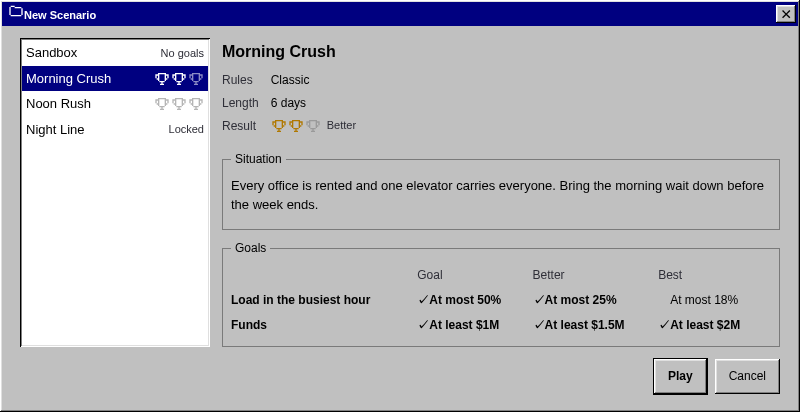 New Scenario
Sandbox No goals
Morning Crush
Noon Rush
Night Line Locked
Morning Crush
Rules Classic
Length 6 days
Result Better
Situation
Every office is rented and one elevator carries everyone. Bring the morning wait down before
the week ends.
Goals
Goal Better Best
Load in the busiest hour ✓At most 50% ✓At most 25% At most 18%
Funds ✓At least $1M ✓At least $1.5M ✓At least $2M
Play Cancel